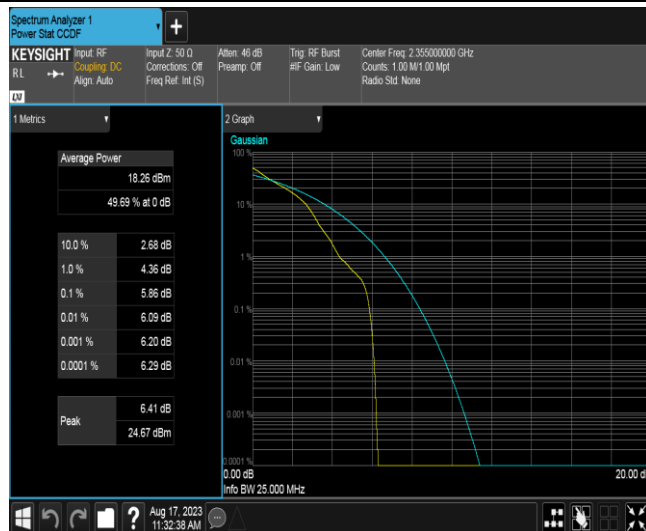 Spectrum Analyzer 1
Power Stat CCDF
+
KEYSIGHT
RL
LXI
Input: RF
Coupling: DC
Align: Auto
Input Z: 50 Ω
Corrections: Off
Freq Ref: Int (S)
Atten: 46 dB
Preamp: Off
Trig: RF Burst
#IF Gain: Low
Center Freq: 2.355000000 GHz
Counts: 1.00 M/1.00 Mpt
Radio Std: None
1 Metrics
Average Power
18.26 dBm
49.69 % at 0 dB
10.0 % 2.68 dB
1.0 % 4.36 dB
0.1 % 5.86 dB
0.01 % 6.09 dB
0.001 % 6.20 dB
0.0001 % 6.29 dB
Peak
6.41 dB
24.67 dBm
2 Graph
Gaussian
100 %
10 %
1 %
0.1 %
0.01 %
0.001 %
0.0001 %
0.00 dB
20.00 d
Info BW 25.000 MHz
?
Aug 17, 2023
11:32:38 AM